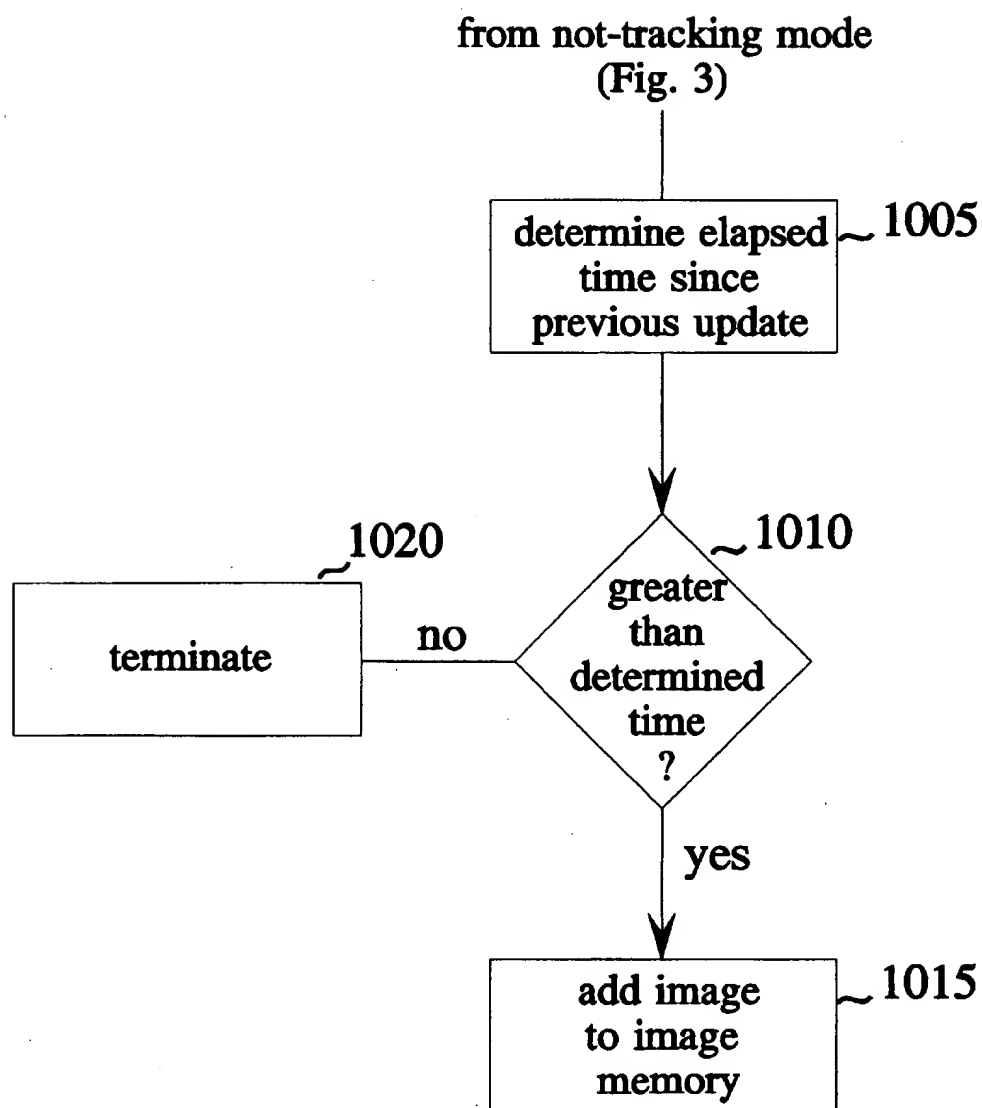 from not-tracking mode
(Fig. 3)
determine elapsed
time since
previous update
1005
1010
greater
than
determined
time
?
1020
terminate
no
yes
add image
to image
memory
1015